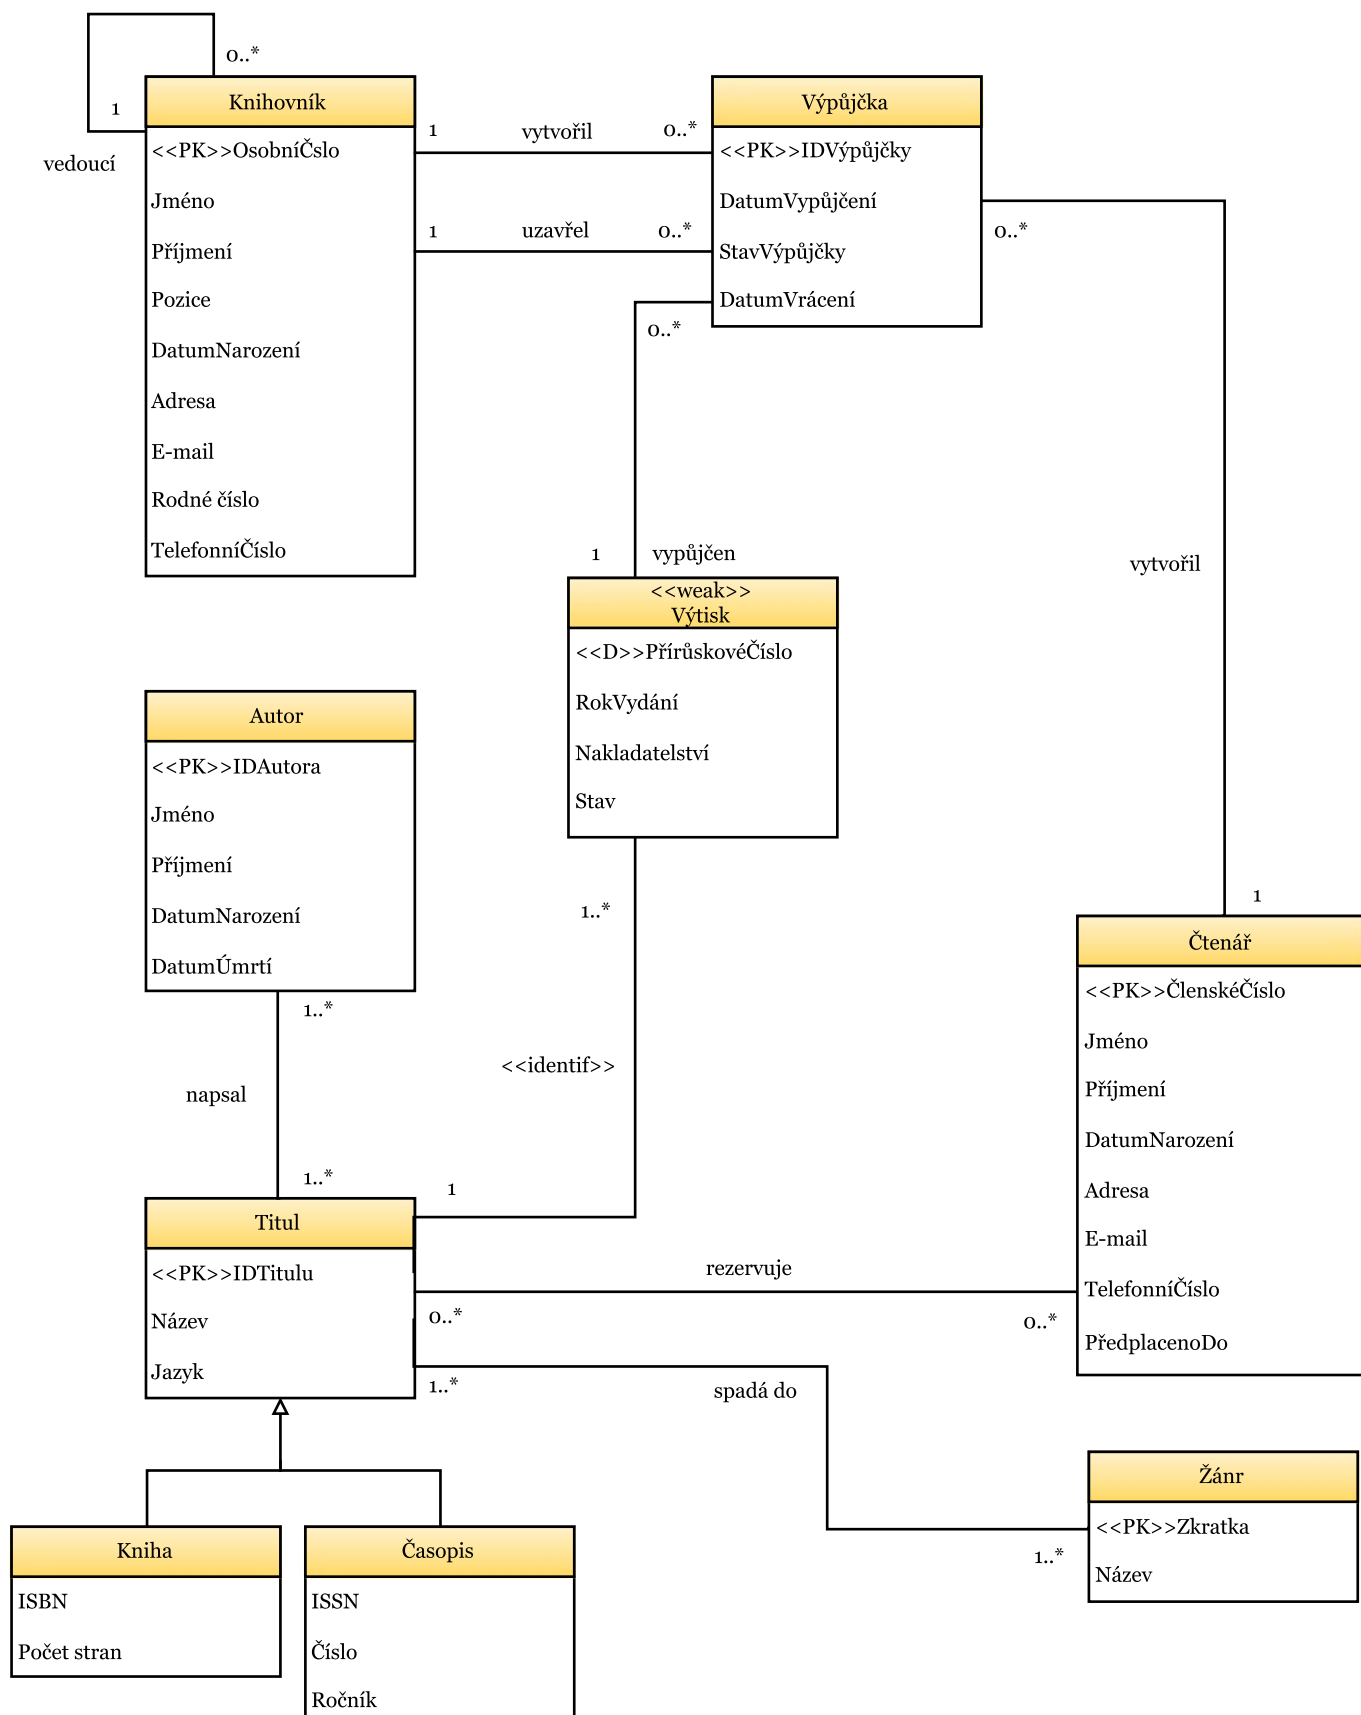 0..*
1
vedoucí
Knihovník
<<PK>>OsobníČslo
Jméno
Příjmení
Pozice
DatumNarození
Adresa
E-mail
Rodné číslo
TelefonníČíslo
1
vytvořil
0..*
1
uzavřel
0..*
Výpůjčka
<<PK>>IDVýpůjčky
DatumVypůjčení
StavVýpůjčky
DatumVrácení
0..*
0..*
1
vypůjčen
vytvořil
1
<<weak>>
Výtisk
<<D>>PřírůskovéČíslo
RokVydání
Nakladatelství
Stav
1..*
<<identif>>
1
Autor
<<PK>>IDAutora
Jméno
Příjmení
DatumNarození
DatumÚmrtí
1..*
napsal
1..*
Čtenář
<<PK>>ČlenskéČíslo
Jméno
Příjmení
DatumNarození
Adresa
E-mail
TelefonníČíslo
PředplacenoDo
Titul
<<PK>>IDTitulu
Název
Jazyk
rezervuje
0..*
0..*
1..*
spadá do
1..*
Žánr
<<PK>>Zkratka
Název
Kniha
ISBN
Počet stran
Časopis
ISSN
Číslo
Ročník